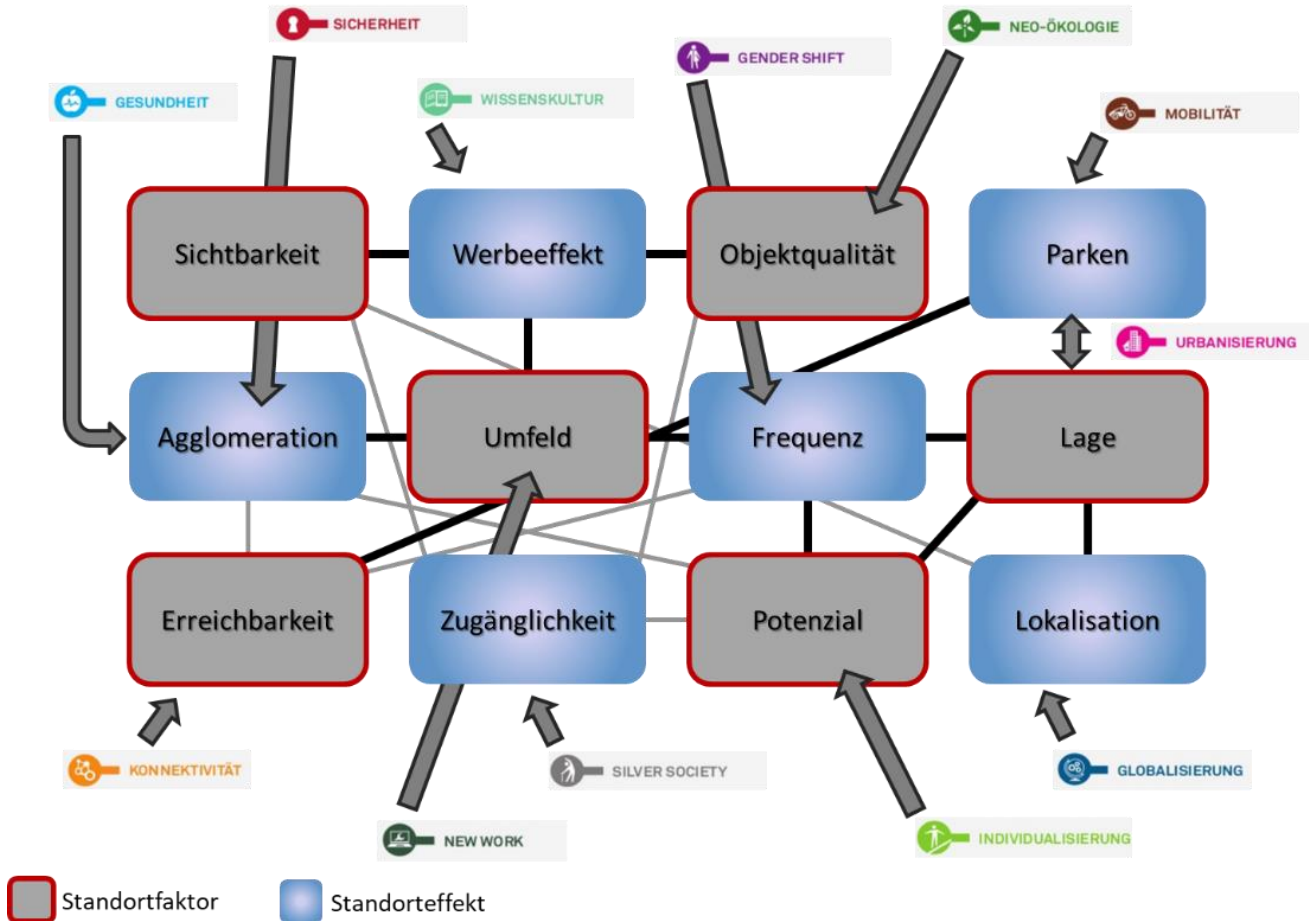 SICHERHEIT
NEO-ÖKOLOGIE
GENDER SHIFT
GESUNDHEIT
WISSENSKULTUR
MOBILITÄT
Sichtbarkeit
Werbeeffekt
Objektqualität
Parken
URBANISIERUNG
Agglomeration
Umfeld
Frequenz
Lage
Erreichbarkeit
Zugänglichkeit
Potenzial
Lokalisation
KONNEKTIVITÄT
SILVER SOCIETY
GLOBALISIERUNG
NEW WORK
INDIVIDUALISIERUNG
Standortfaktor
Standorteffekt